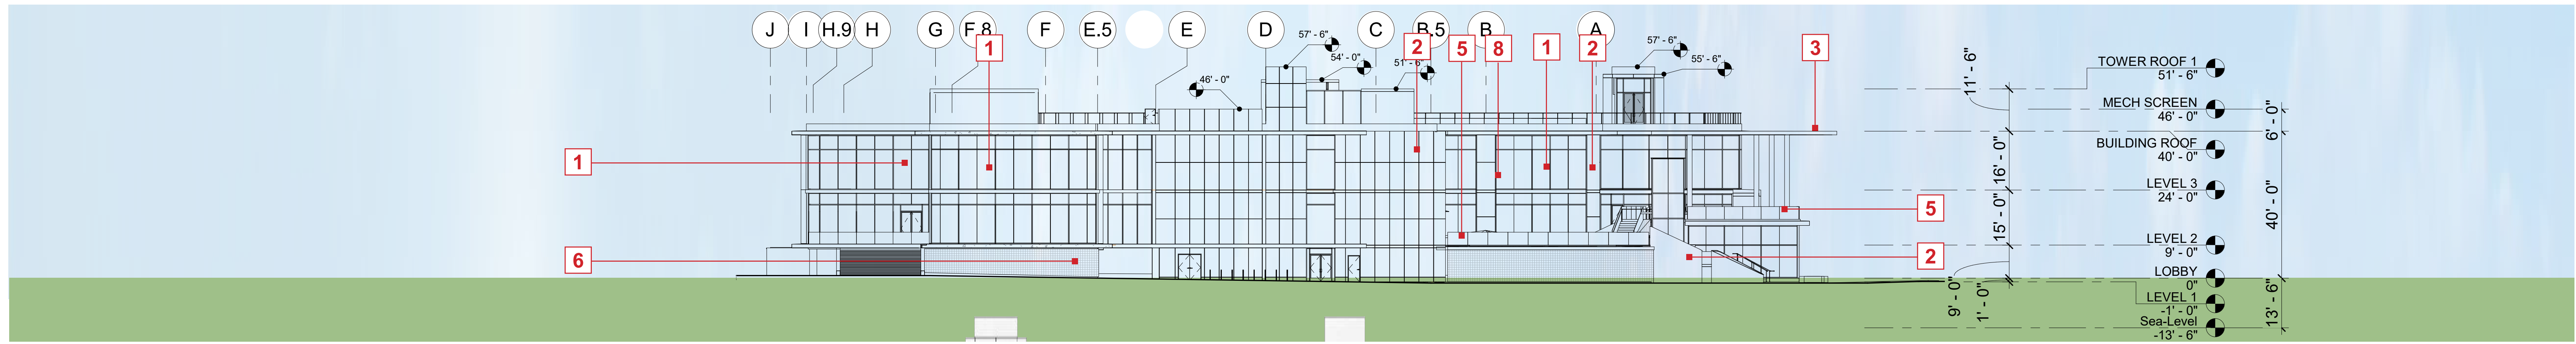 J I H.9 H G F.8 F E.5 E D C B.5 B A
1
2
5
8
1
2
3
57' - 6"
54' - 0"
51' - 6"
46' - 0"
57' - 6"
55' - 6"
1
5
6
2
11' - 6"
16' - 0"
15' - 0"
9' - 0"
1' - 0"
TOWER ROOF 1
51' - 6"
MECH SCREEN
46' - 0"
BUILDING ROOF
40' - 0"
LEVEL 3
24' - 0"
LEVEL 2
9' - 0"
LOBBY
0"
LEVEL 1
-1' - 0"
Sea-Level
-13' - 6"
6' - 0"
40' - 0"
13' - 6"